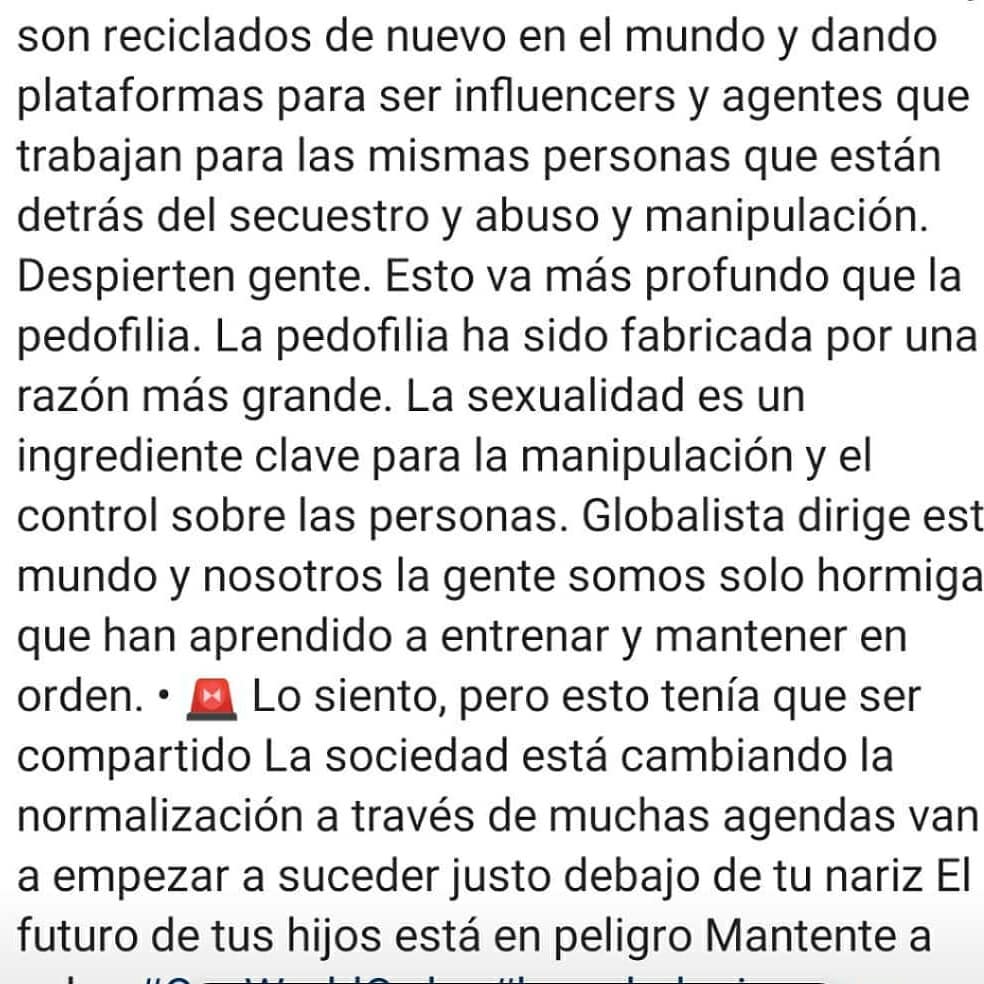 son reciclados de nuevo en el mundo y dando
plataformas para ser influencers y agentes que
trabajan para las mismas personas que están
detrás del secuestro y abuso y manipulación.
Despierten gente. Esto va más profundo que la
pedofilia. La pedofilia ha sido fabricada por una
razón más grande. La sexualidad es un
ingrediente clave para la manipulación y el
control sobre las personas. Globalista dirige est
mundo y nosotros la gente somos solo hormiga
que han aprendido a entrenar y mantener en
orden. • 🚨 Lo siento, pero esto tenía que ser
compartido La sociedad está cambiando la
normalización a través de muchas agendas van
a empezar a suceder justo debajo de tu nariz El
futuro de tus hijos está en peligro Mantente a